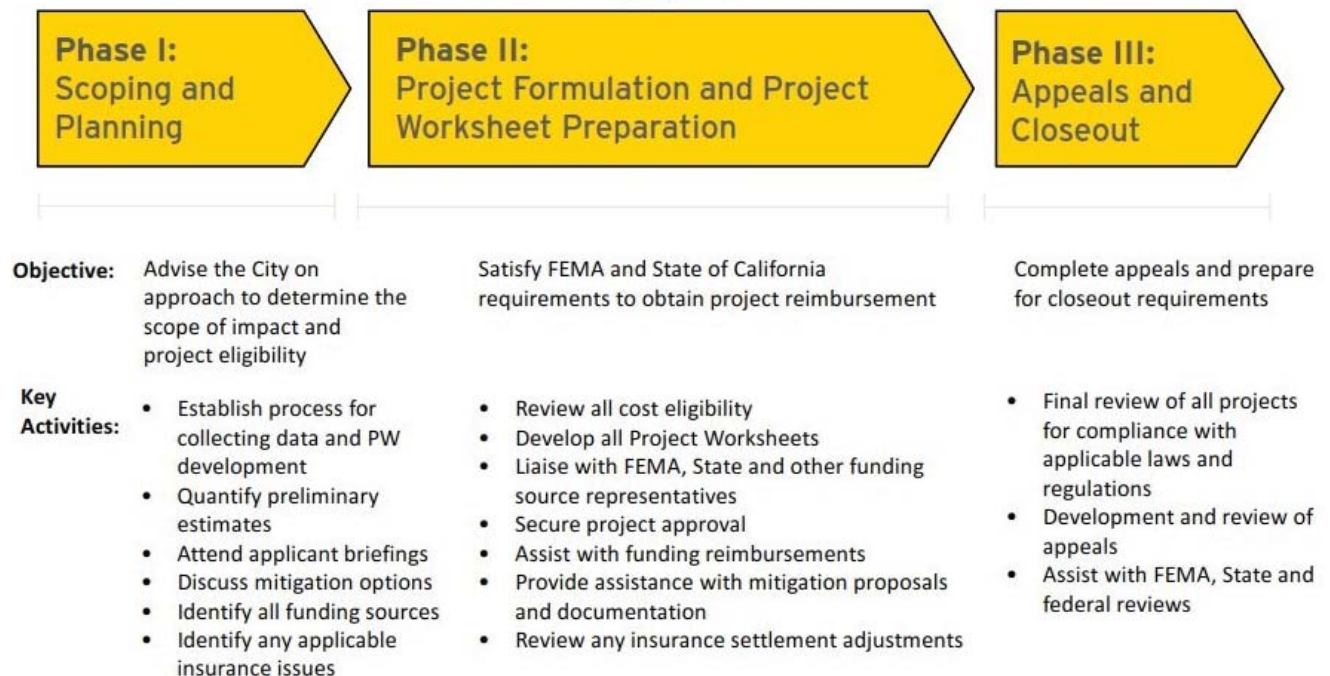 Phase I:
Scoping and
Planning
Phase II:
Project Formulation and Project
Worksheet Preparation
Phase III:
Appeals and
Closeout
Objective:
Advise the City on
approach to determine the
scope of impact and
project eligibility
Satisfy FEMA and State of California
requirements to obtain project reimbursement
Complete appeals and prepare
for closeout requirements
Key
Activities:
• Establish process for
collecting data and PW
development
• Quantify preliminary
estimates
• Attend applicant briefings
• Discuss mitigation options
• Identify all funding sources
• Identify any applicable
insurance issues
• Review all cost eligibility
• Develop all Project Worksheets
• Liaise with FEMA, State and other funding
source representatives
• Secure project approval
• Assist with funding reimbursements
• Provide assistance with mitigation proposals
and documentation
• Review any insurance settlement adjustments
• Final review of all projects
for compliance with
applicable laws and
regulations
• Development and review of
appeals
• Assist with FEMA, State and
federal reviews